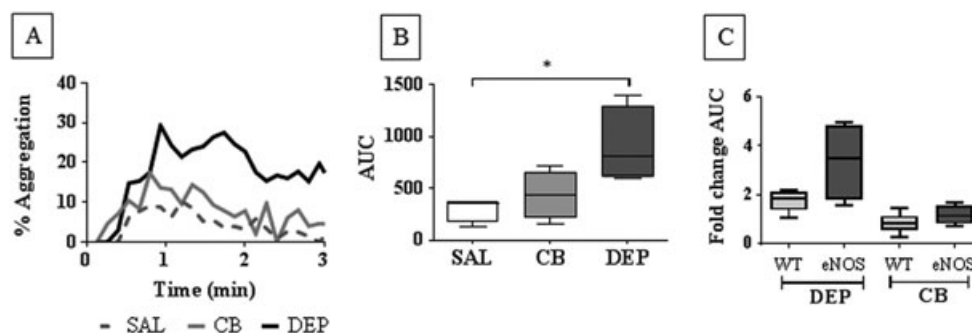 A
% Aggregation
40
30
20
10
0
0 1 2 3
Time (min)
SAL CB DEP
B
*
AUC
1500
1000
500
0
SAL CB DEP
C
Fold change AUC
6
4
2
0
WT eNOS WT eNOS
DEP CB